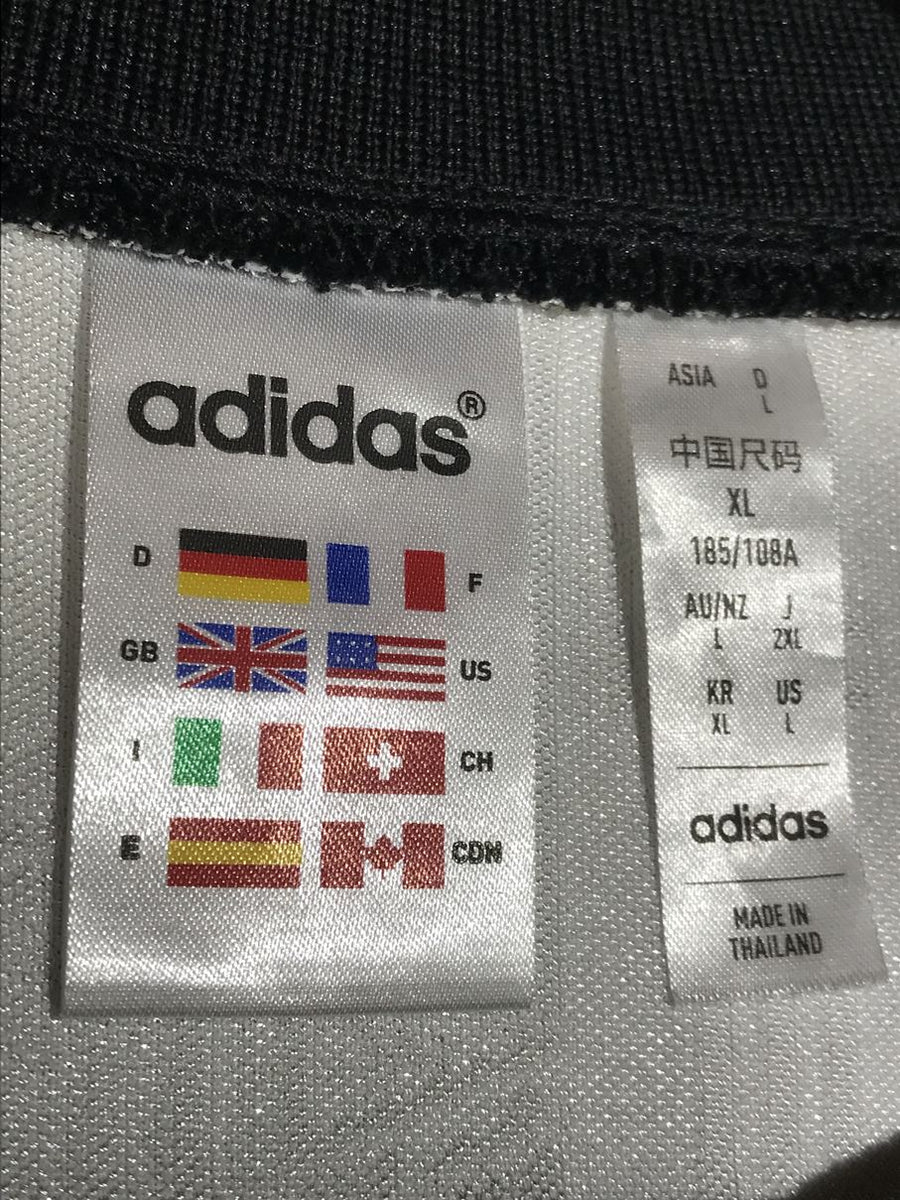 adidas®
D F
GB US
I CH
E CDN
ASIA D
L
中国尺码
XL
185/108A
AU/NZ J
L 2XL
KR US
XL L
adidas
MADE IN
THAILAND